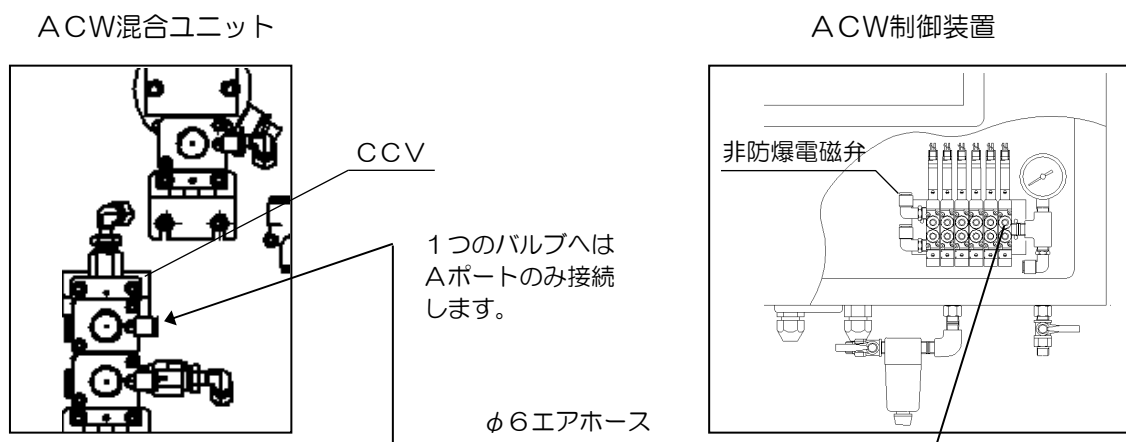 ACW混合ユニット
ACW制御装置
CCV
非防爆電磁弁
1つのバルブへは
Aポートのみ接続
します。
φ6エアホース